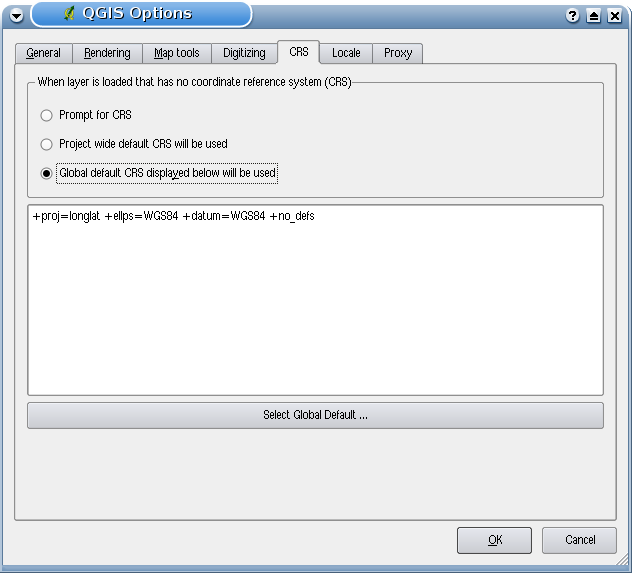 QGIS Options
General Rendering Map tools Digitizing CRS Locale Proxy
When layer is loaded that has no coordinate reference system (CRS)
Prompt for CRS
Project wide default CRS will be used
Global default CRS displayed below will be used
+proj=longlat +ellps=WGS84 +datum=WGS84 +no_defs
Select Global Default ...
OK Cancel